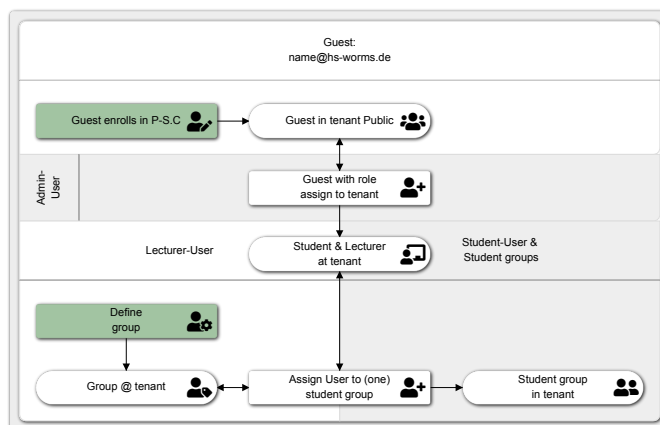 Guest:
name@hs-worms.de
Guest enrolls in P-S.C
Guest in tenant Public
Admin-
User
Guest with role
assign to tenant
Lecturer-User
Student & Lecturer
at tenant
Student-User &
Student groups
Define
group
Group @ tenant
Assign User to (one)
student group
Student group
in tenant